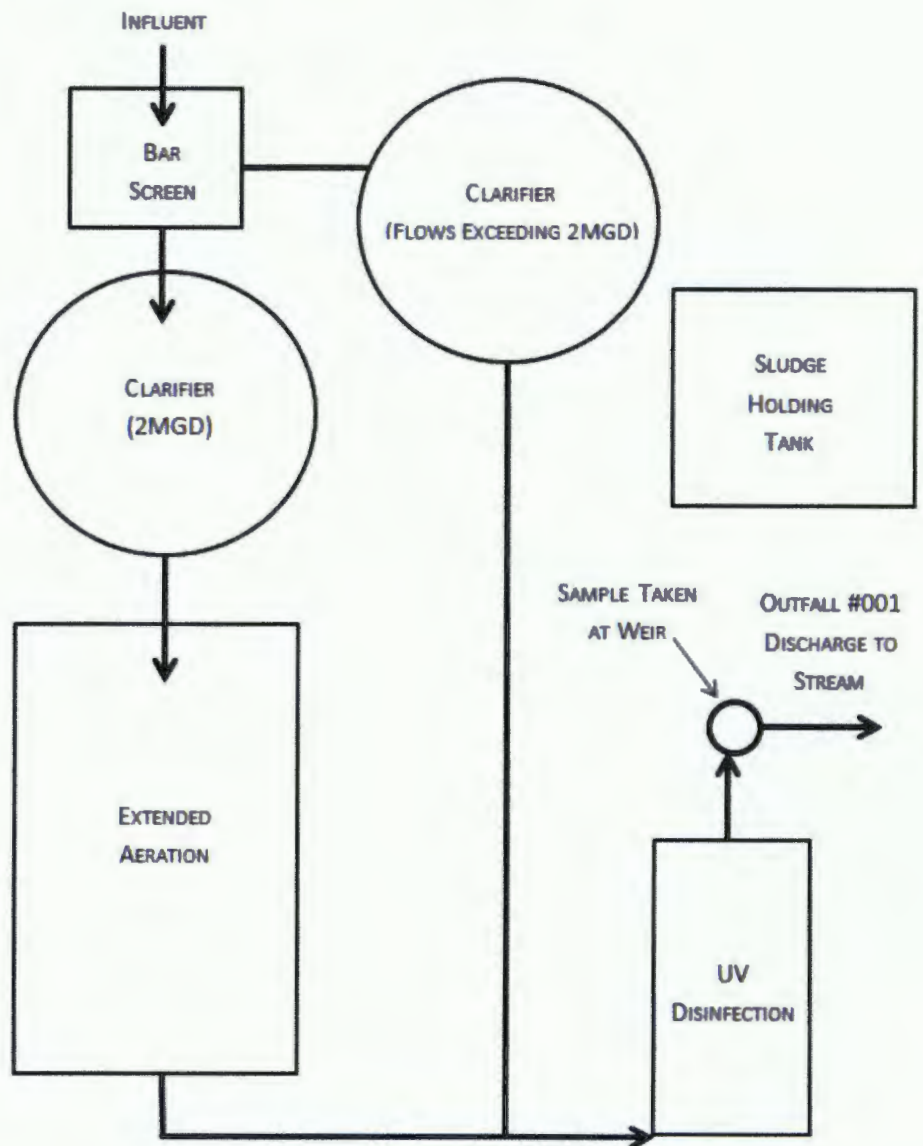 INFLUENT
BAR
SCREEN
CLARIFIER
(FLOWS EXCEEDING 2MGD)
CLARIFIER
(2MGD)
SLUDGE
HOLDING
TANK
SAMPLE TAKEN
AT WEIR
OUTFALL #001
DISCHARGE TO
STREAM
EXTENDED
AERATION
UV
DISINFECTION